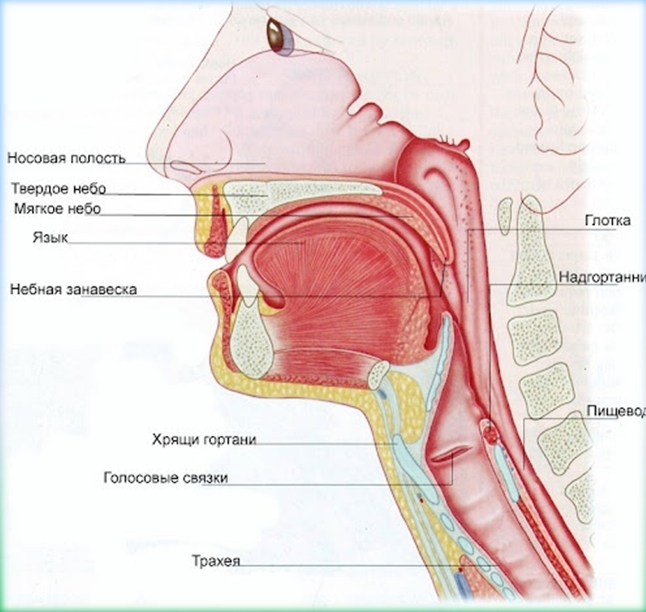 Носовая полость
Твердое небо
Мягкое небо
Язык
Глотка
Надгортанни
Небная занавеска
Пищевод
Хрящи гортани
Голосовые связки
Трахея